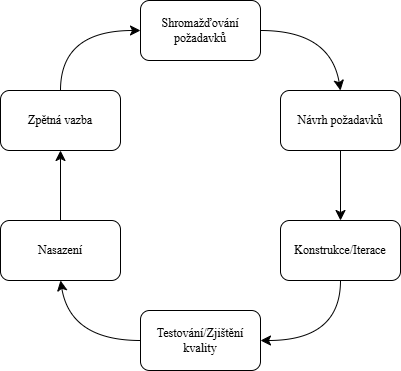 Shromažďování
požadavků
Návrh požadavků
Konstrukce/Iterace
Testování/Zjištění
kvality
Nasazení
Zpětná vazba